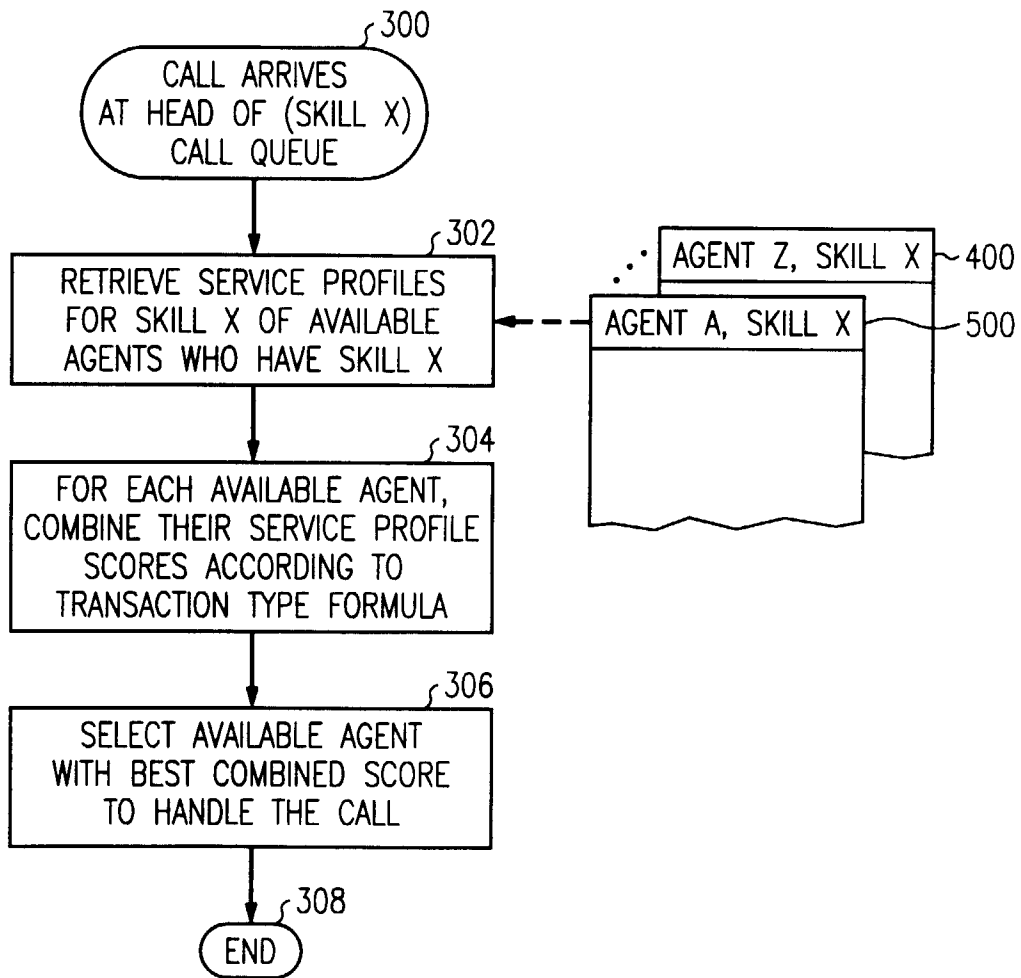 300
CALL ARRIVES
AT HEAD OF (SKILL X)
CALL QUEUE
302
RETRIEVE SERVICE PROFILES
FOR SKILL X OF AVAILABLE
AGENTS WHO HAVE SKILL X
AGENT Z, SKILL X
400
AGENT A, SKILL X
500
304
FOR EACH AVAILABLE AGENT,
COMBINE THEIR SERVICE PROFILE
SCORES ACCORDING TO
TRANSACTION TYPE FORMULA
306
SELECT AVAILABLE AGENT
WITH BEST COMBINED SCORE
TO HANDLE THE CALL
308
END